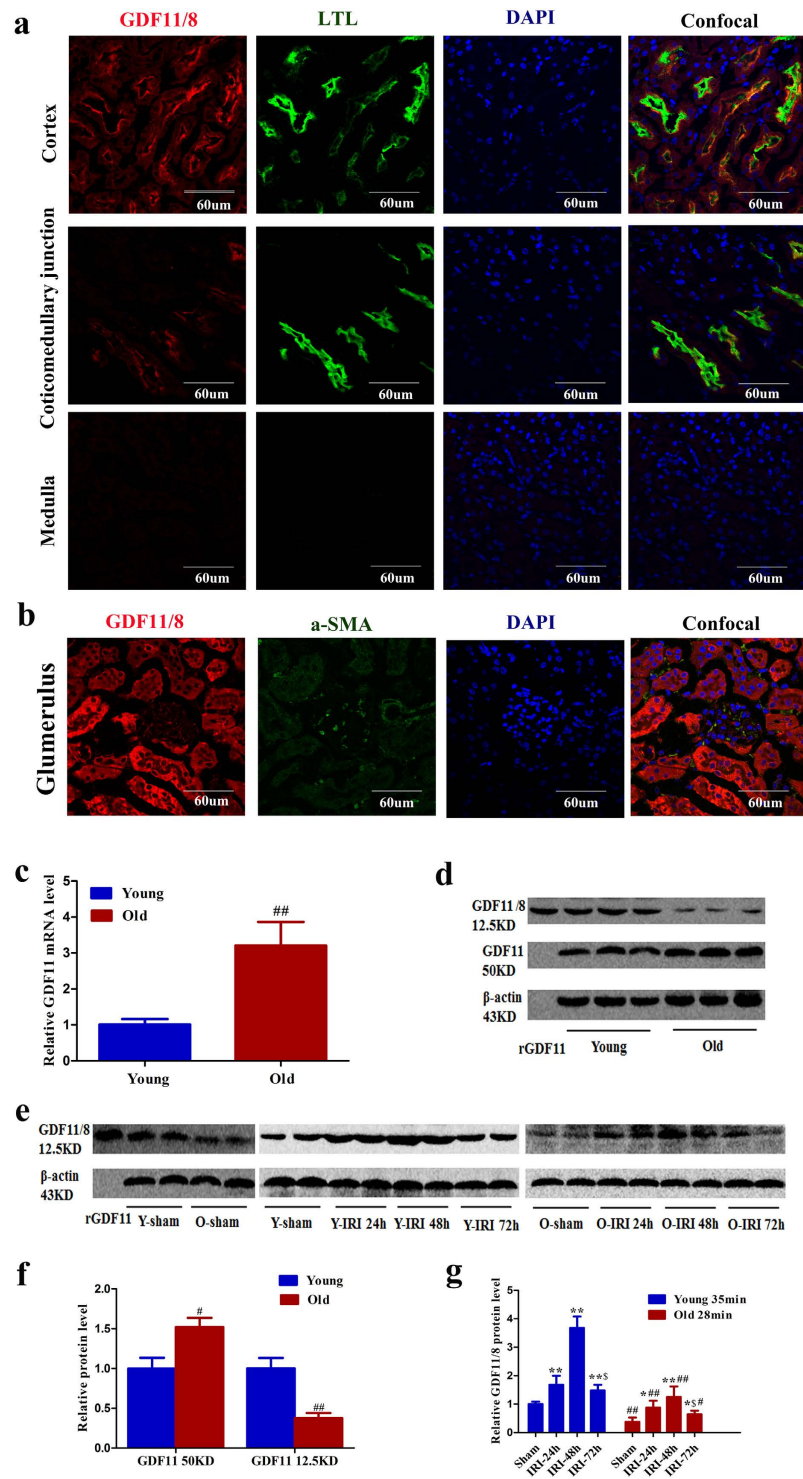 a
GDF11/8 LTL DAPI Confocal
Cortex
60um 60um 60um 60um
Coticomedullary junction
60um 60um 60um 60um
Medulla
60um 60um 60um 60um
b
GDF11/8 a-SMA DAPI Confocal
Glumerulus
60um 60um 60um 60um
c
Relative GDF11 mRNA level
5
4
3
2
1
0
Young
Old
##
Young Old
d
GDF11/8
12.5KD
GDF11
50KD
β-actin
43KD
rGDF11 Young Old
e
GDF11/8
12.5KD
β-actin
43KD
rGDF11 Y-sham O-sham Y-sham Y-IRI 24h Y-IRI 48h Y-IRI 72h O-sham O-IRI 24h O-IRI 48h O-IRI 72h
f
Relative protein level
2.0
1.5
1.0
0.5
0.0
Young
Old
#
##
GDF11 50KD GDF11 12.5KD
g
Relative GDF11/8 protein level
6
4
2
0
Young 35min
Old 28min
** ** **$ ## *## **## *$#
Sham IRI-24h IRI-48h IRI-72h Sham IRI-24h IRI-48h IRI-72h